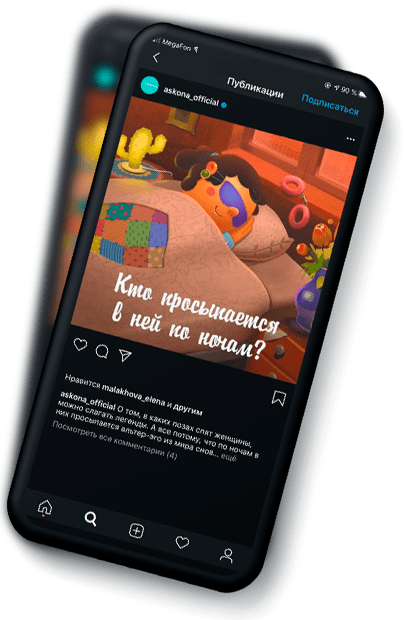 MegaFon
90 %
Публикации
Подписаться
askona_official
Кто просыпается
в ней по ночам?
Нравится malakhova_elena и другим
askona_official О том, в каких позах спят женщины,
можно слагать легенды. А все потому, что по ночам в
них просыпается альтер-эго из мира снов... ещё
Посмотреть все комментарии (4)